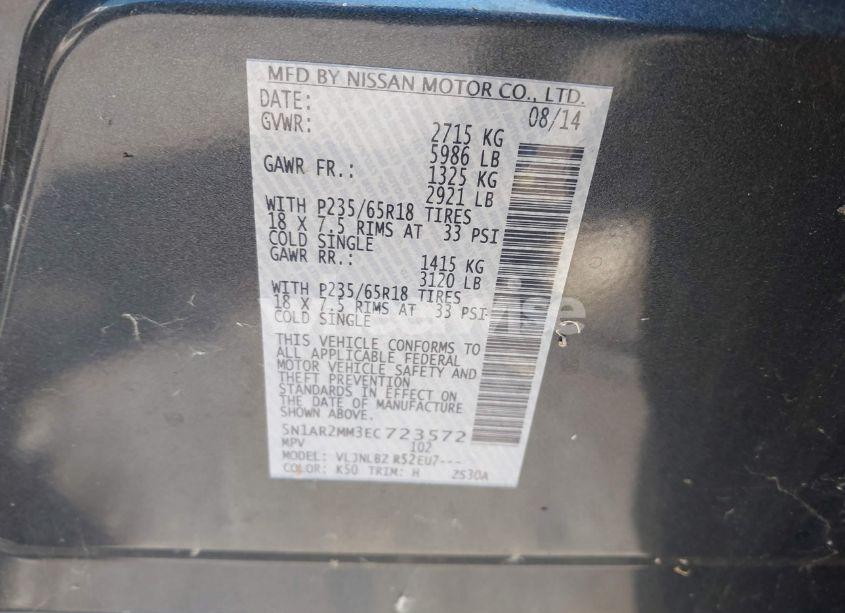 MFD BY NISSAN MOTOR CO., LTD.
DATE: 08/14
GVWR: 2715 KG
5986 LB
GAWR FR.: 1325 KG
2921 LB
WITH P235/65R18 TIRES
18 X 7.5 RIMS AT 33 PSI
COLD SINGLE
GAWR RR.: 1415 KG
3120 LB
WITH P235/65R18 TIRES
18 X 7.5 RIMS AT 33 PSI
COLD SINGLE
THIS VEHICLE CONFORMS TO
ALL APPLICABLE FEDERAL
MOTOR VEHICLE SAFETY AND
THEFT PREVENTION
STANDARDS IN EFFECT ON
THE DATE OF MANUFACTURE
SHOWN ABOVE.
5N1AR2MM3EC723572
MPV 102
MODEL: VLJNLBZ R52EU7---
COLOR: K50 TRIM: H ZS30A